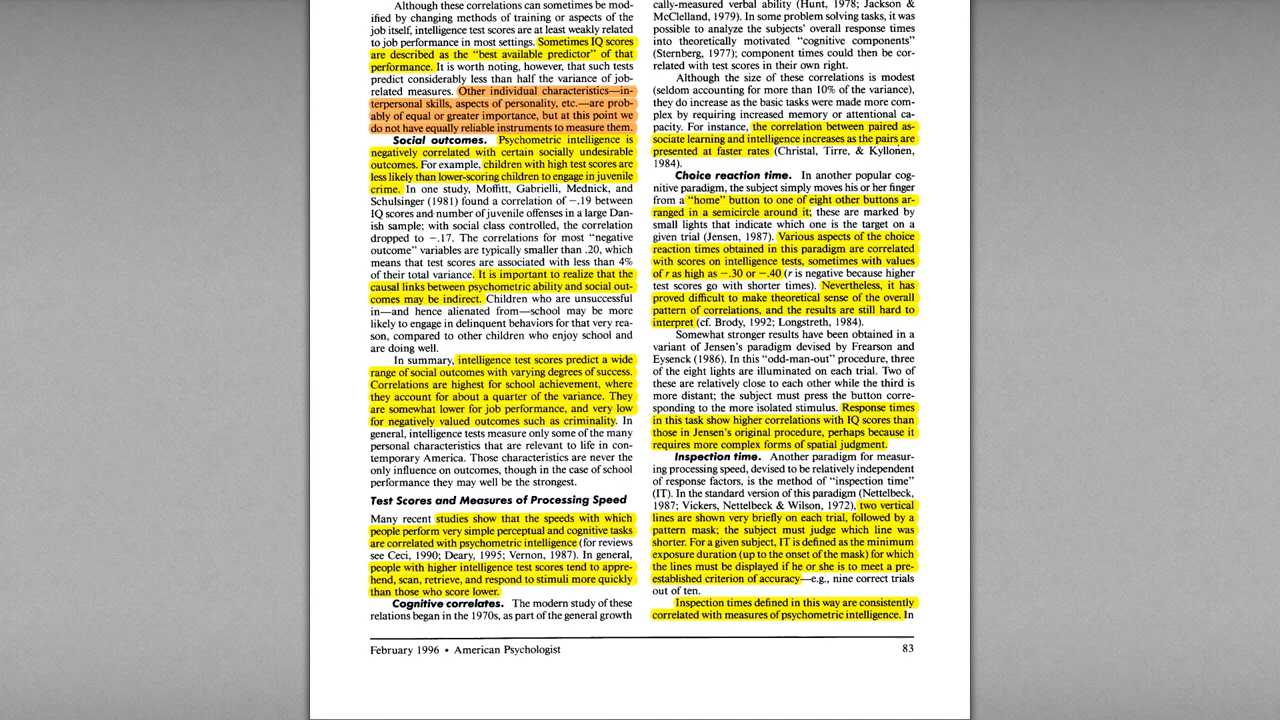 Although these correlations can sometimes be mod-
ified by changing methods of training or aspects of the
job itself, intelligence test scores are at least weakly related
to job performance in most settings. Sometimes IQ scores
are described as the "best available predictor" of that
performance. It is worth noting, however, that such tests
predict considerably less than half the variance of job-
related measures. Other individual characteristics—in-
terpersonal skills, aspects of personality, etc.—are prob-
ably of equal or greater importance, but at this point we
do not have equally reliable instruments to measure them.
Social outcomes. Psychometric intelligence is
negatively correlated with certain socially undesirable
outcomes. For example, children with high test scores are
less likely than lower-scoring children to engage in juvenile
crime. In one study, Moffitt, Gabrielli, Mednick, and
Schulsinger (1981) found a correlation of −.19 between
IQ scores and number of juvenile offenses in a large Dan-
ish sample; with social class controlled, the correlation
dropped to −.17. The correlations for most "negative
outcome" variables are typically smaller than .20, which
means that test scores are associated with less than 4%
of their total variance. It is important to realize that the
causal links between psychometric ability and social out-
comes may be indirect. Children who are unsuccessful
in—and hence alienated from—school may be more
likely to engage in delinquent behaviors for that very rea-
son, compared to other children who enjoy school and
are doing well.
In summary, intelligence test scores predict a wide
range of social outcomes with varying degrees of success.
Correlations are highest for school achievement, where
they account for about a quarter of the variance. They
are somewhat lower for job performance, and very low
for negatively valued outcomes such as criminality. In
general, intelligence tests measure only some of the many
personal characteristics that are relevant to life in con-
temporary America. Those characteristics are never the
only influence on outcomes, though in the case of school
performance they may well be the strongest.
Test Scores and Measures of Processing Speed
Many recent studies show that the speeds with which
people perform very simple perceptual and cognitive tasks
are correlated with psychometric intelligence (for reviews
see Ceci, 1990; Deary, 1995; Vernon, 1987). In general,
people with higher intelligence test scores tend to appre-
hend, scan, retrieve, and respond to stimuli more quickly
than those who score lower.
Cognitive correlates. The modern study of these
relations began in the 1970s, as part of the general growth
cally-measured verbal ability (Hunt, 1978; Jackson &
McClelland, 1979). In some problem solving tasks, it was
possible to analyze the subjects' overall response times
into theoretically motivated "cognitive components"
(Sternberg, 1977); component times could then be cor-
related with test scores in their own right.
Although the size of these correlations is modest
(seldom accounting for more than 10% of the variance),
they do increase as the basic tasks were made more com-
plex by requiring increased memory or attentional ca-
pacity. For instance, the correlation between paired as-
sociate learning and intelligence increases as the pairs are
presented at faster rates (Christal, Tirre, & Kyllonen,
1984).
Choice reaction time. In another popular cog-
nitive paradigm, the subject simply moves his or her finger
from a "home" button to one of eight other buttons ar-
ranged in a semicircle around it; these are marked by
small lights that indicate which one is the target on a
given trial (Jensen, 1987). Various aspects of the choice
reaction times obtained in this paradigm are correlated
with scores on intelligence tests, sometimes with values
of r as high as −.30 or −.40 (r is negative because higher
test scores go with shorter times). Nevertheless, it has
proved difficult to make theoretical sense of the overall
pattern of correlations, and the results are still hard to
interpret (cf. Brody, 1992; Longstreth, 1984).
Somewhat stronger results have been obtained in a
variant of Jensen's paradigm devised by Frearson and
Eysenck (1986). In this "odd-man-out" procedure, three
of the eight lights are illuminated on each trial. Two of
these are relatively close to each other while the third is
more distant; the subject must press the button corre-
sponding to the more isolated stimulus. Response times
in this task show higher correlations with IQ scores than
those in Jensen's original procedure, perhaps because it
requires more complex forms of spatial judgment.
Inspection time. Another paradigm for measur-
ing processing speed, devised to be relatively independent
of response factors, is the method of "inspection time"
(IT). In the standard version of this paradigm (Nettelbeck,
1987; Vickers, Nettelbeck & Wilson, 1972), two vertical
lines are shown very briefly on each trial, followed by a
pattern mask; the subject must judge which line was
shorter. For a given subject, IT is defined as the minimum
exposure duration (up to the onset of the mask) for which
the lines must be displayed if he or she is to meet a pre-
established criterion of accuracy—e.g., nine correct trials
out of ten.
Inspection times defined in this way are consistently
correlated with measures of psychometric intelligence. In
February 1996 • American Psychologist
83